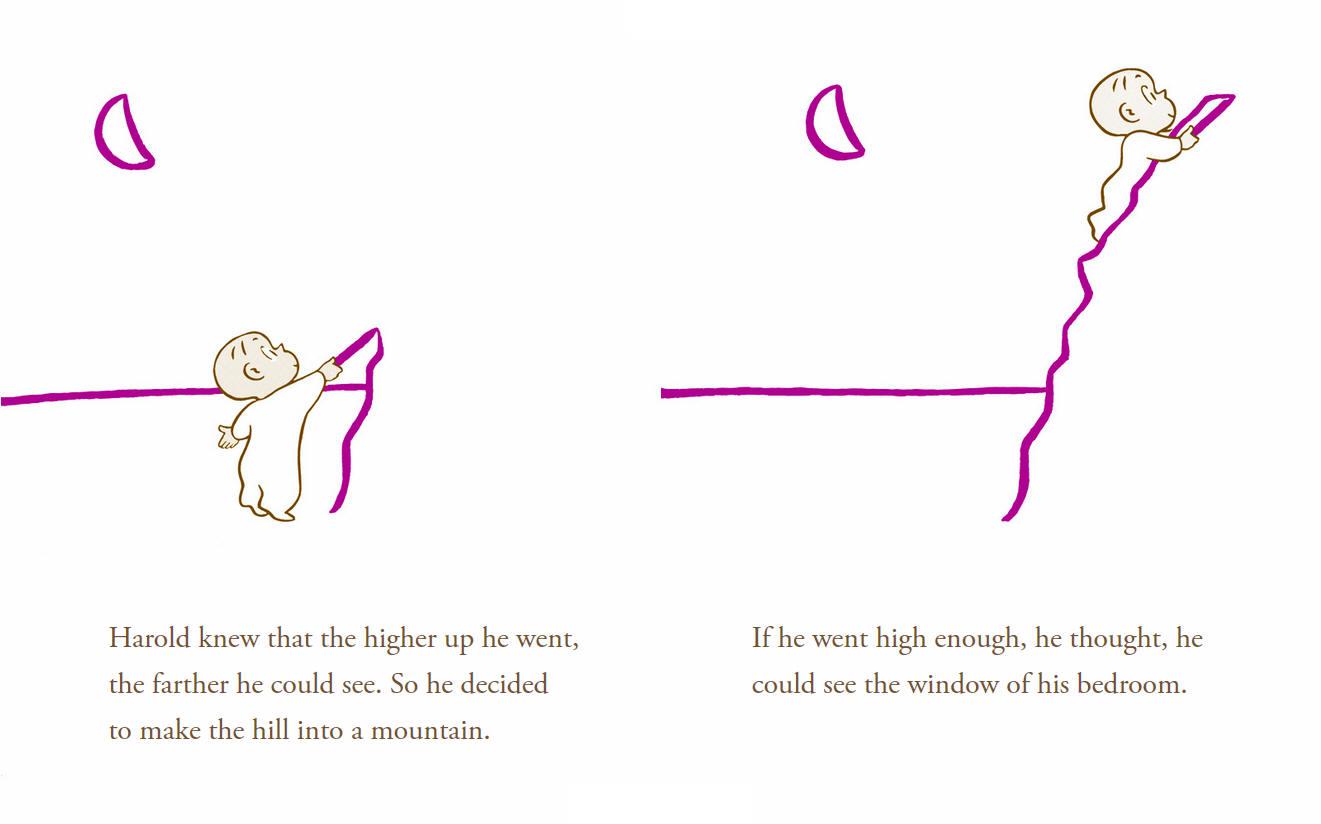 Harold knew that the higher up he went,
the farther he could see. So he decided
to make the hill into a mountain.
If he went high enough, he thought, he
could see the window of his bedroom.